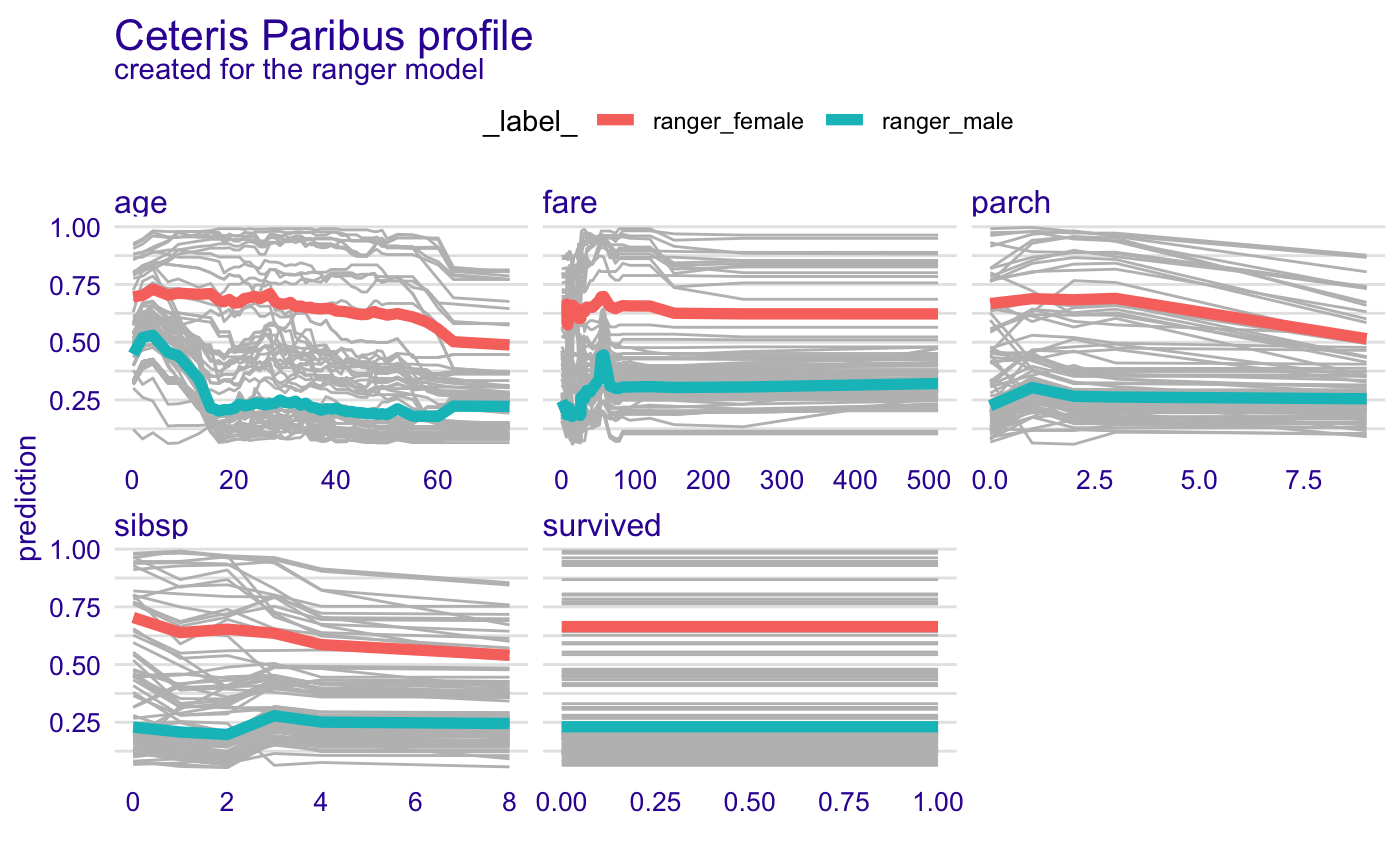 Ceteris Paribus profile
created for the ranger model
_label_ ranger_female ranger_male
age fare parch
1.00
0.75
0.50
0.25
0 20 40 60 0 100 200 300 400 500 0.0 2.5 5.0 7.5
prediction
sibsp survived
1.00
0.75
0.50
0.25
0 2 4 6 8 0.00 0.25 0.50 0.75 1.00